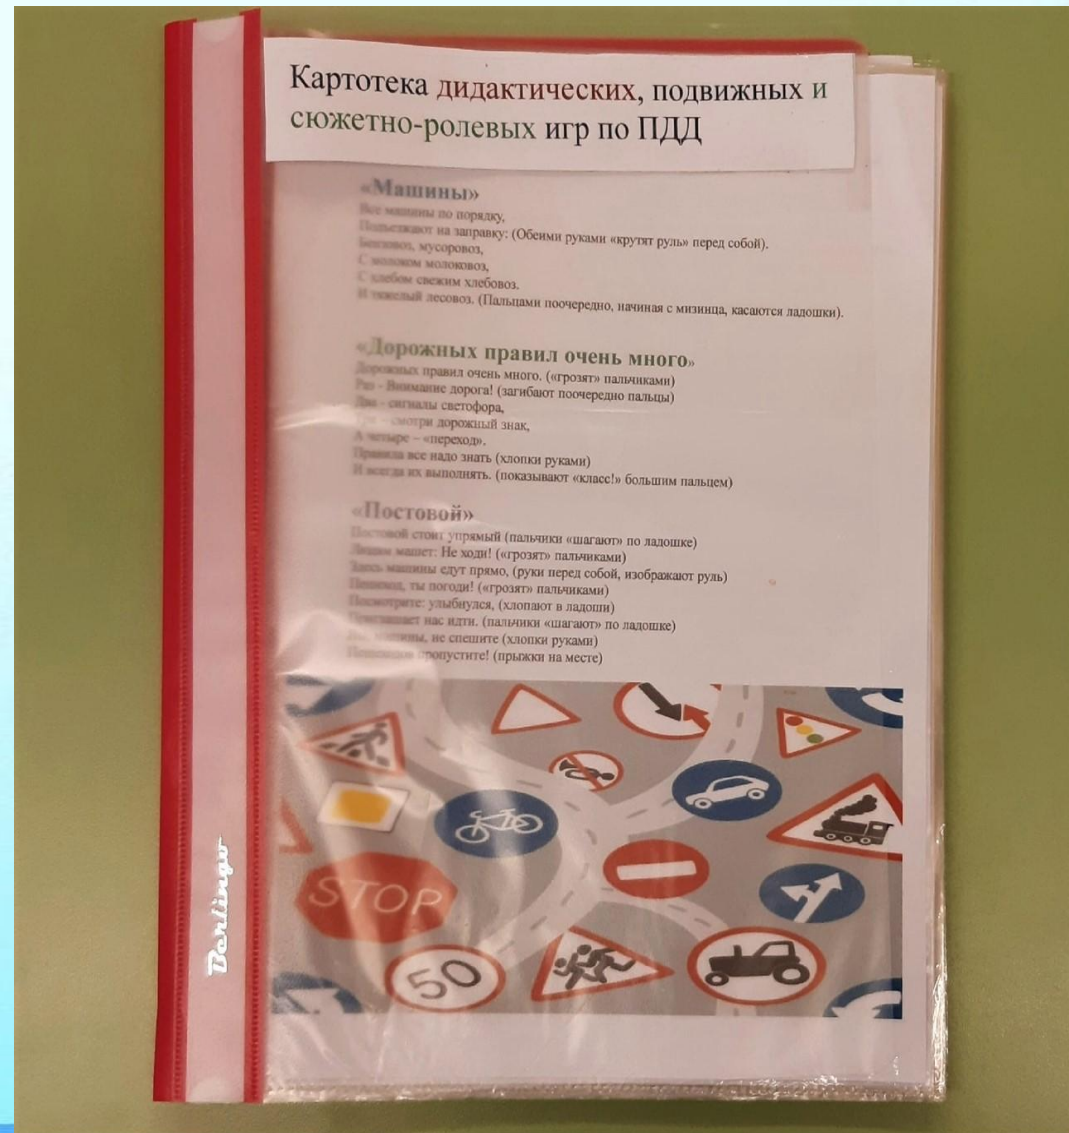 Картотека дидактических, подвижных и
сюжетно-ролевых игр по ПДД
«Машины»
Все машины по порядку,
Подъезжают на заправку: (Обеими руками «крутят руль» перед собой).
Бензовоз, мусоровоз,
С молоком молоковоз,
С хлебом свежим хлебовоз.
И тяжелый лесовоз. (Пальцами поочередно, начиная с мизинца, касаются ладошки).
«Дорожных правил очень много»
Дорожных правил очень много. («грозят» пальчиками)
Раз - Внимание дорога! (загибают поочередно пальцы)
Два - сигналы светофора,
Три – смотри дорожный знак,
А четыре – «переход».
Правила все надо знать (хлопки руками)
И всегда их выполнять. (показывают «класс!» большим пальцем)
«Постовой»
Постовой стоит упрямый (пальчики «шагают» по ладошке)
Людям машет: Не ходи! («грозят» пальчиками)
Здесь машины едут прямо, (руки перед собой, изображают руль)
Пешеход, ты погоди! («грозят» пальчиками)
Посмотрите: улыбнулся, (хлопают в ладоши)
Приглашает нас идти. (пальчики «шагают» по ладошке)
машины, не спешите (хлопки руками)
пропустите! (прыжки на месте)
STOP
50
Berlingo